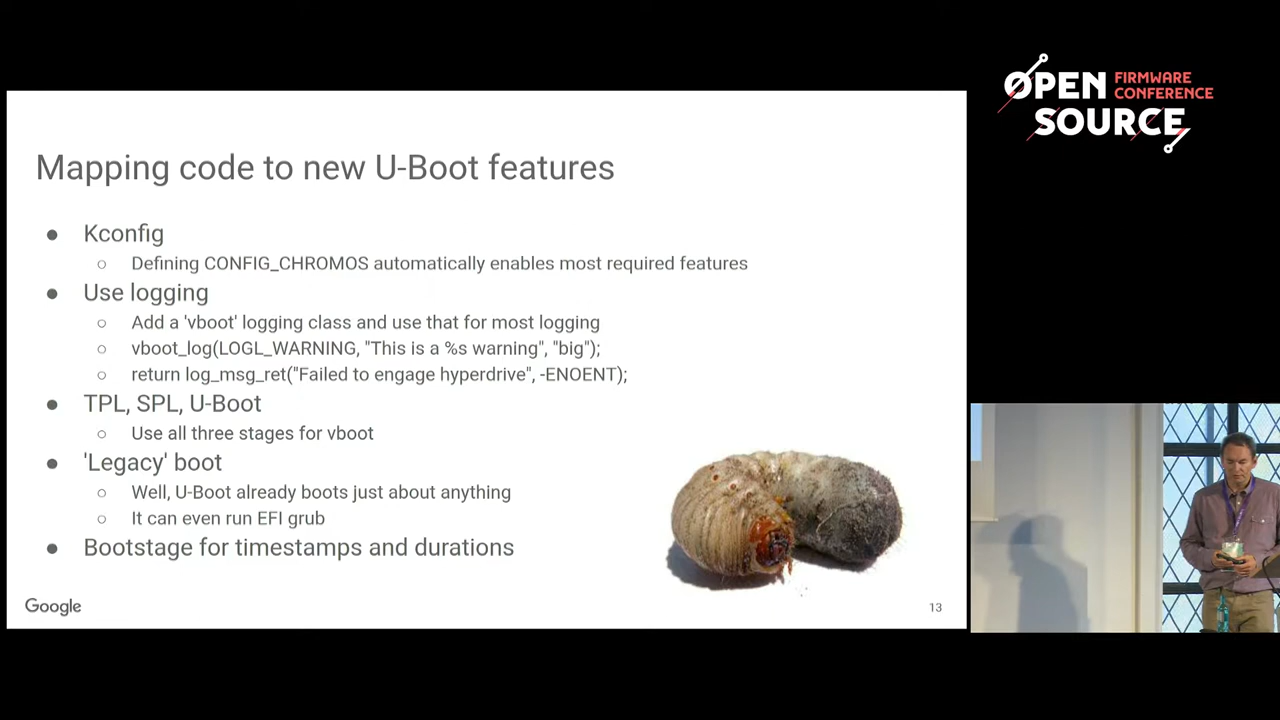 OPEN FIRMWARE
CONFERENCE
SOURCE
Mapping code to new U-Boot features
● Kconfig
○ Defining CONFIG_CHROMOS automatically enables most required features
● Use logging
○ Add a 'vboot' logging class and use that for most logging
○ vboot_log(LOGL_WARNING, "This is a %s warning", "big");
○ return log_msg_ret("Failed to engage hyperdrive", -ENOENT);
● TPL, SPL, U-Boot
○ Use all three stages for vboot
● 'Legacy' boot
○ Well, U-Boot already boots just about anything
○ It can even run EFI grub
● Bootstage for timestamps and durations
Google
13